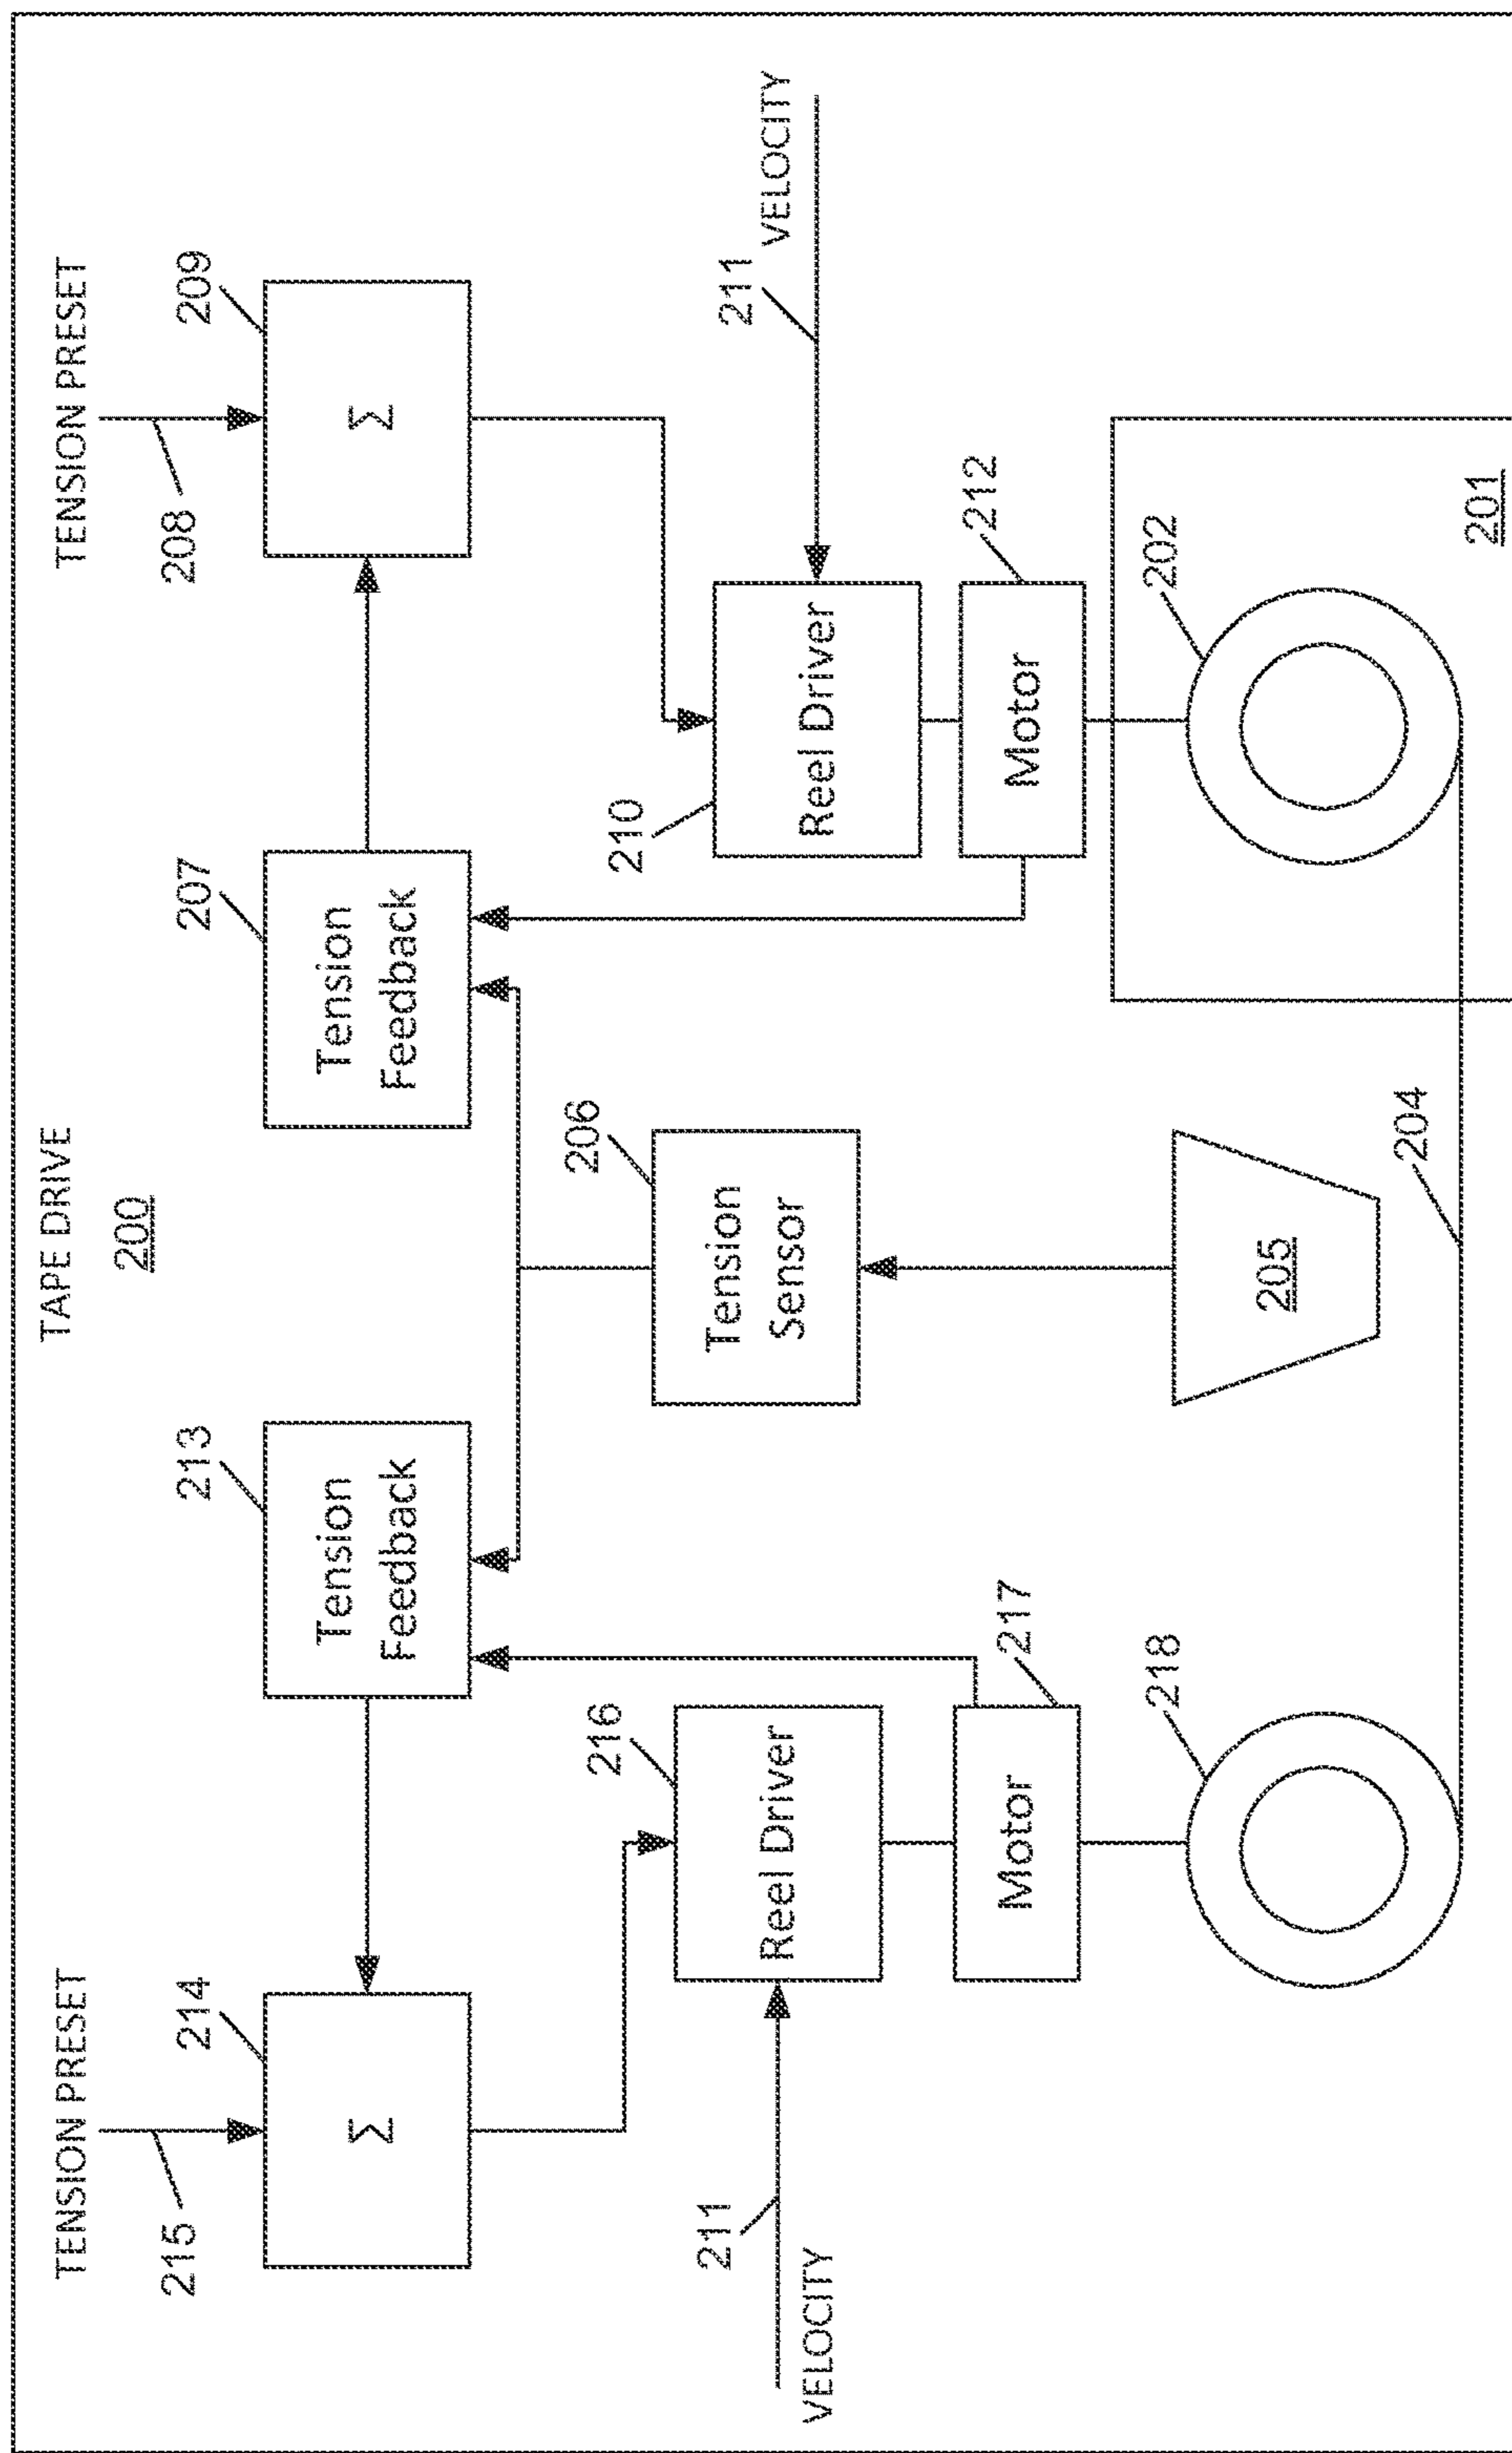 TAPE DRIVE
200
TENSION PRESET
TENSION PRESET
215
214
213
207
208
209
Σ
Tension
Feedback
Tension
Feedback
Σ
216
206
210
211
211
VELOCITY
VELOCITY
Reel Driver
Tension
Sensor
Reel Driver
217
212
Motor
Motor
218
205
202
204
201